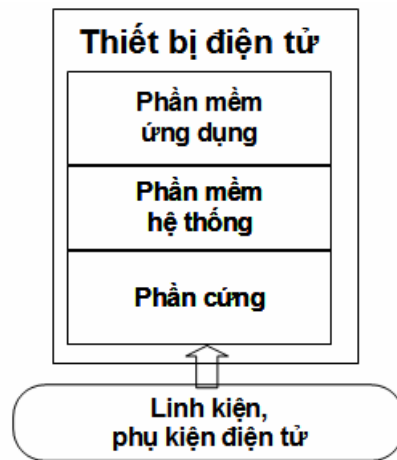 Thiết bị điện tử
Phần mềm
ứng dụng
Phần mềm
hệ thống
Phần cứng
Linh kiện,
phụ kiện điện tử